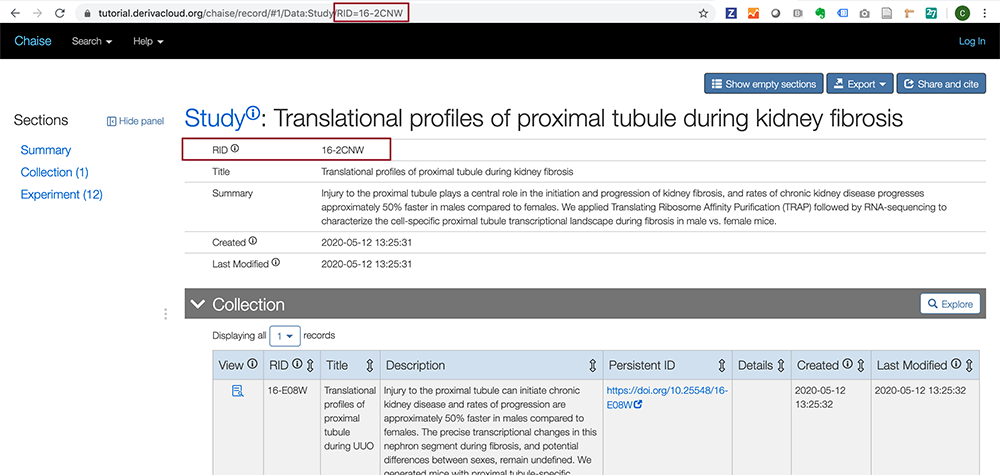 tutorial.derivacloud.org/chaise/record/#1/Data:Study/RID=16-2CNW
C
Chaise Search Help Log In
Show empty sections Export Share and cite
Sections Hide panel
Study: Translational profiles of proximal tubule during kidney fibrosis
Summary
Collection (1)
Experiment (12)
RID 16-2CNW
Title Translational profiles of proximal tubule during kidney fibrosis
Summary Injury to the proximal tubule plays a central role in the initiation and progression of kidney fibrosis, and rates of chronic kidney disease progresses
approximately 50% faster in males compared to females. We applied Translating Ribosome Affinity Purification (TRAP) followed by RNA-sequencing to
characterize the cell-specific proximal tubule transcriptional landscape during fibrosis in male vs. female mice.
Created 2020-05-12 13:25:31
Last Modified 2020-05-12 13:25:31
Collection Explore
Displaying all 1 records
View RID Title Description Persistent ID Details Created Last Modified
16-E08W
Translational
profiles of
proximal
tubule
during UUO
Injury to the proximal tubule can initiate chronic
kidney disease and rates of progression are
approximately 50% faster in males compared to
females. The precise transcriptional changes in this
nephron segment during fibrosis, and potential
differences between sexes, remain undefined. We
generated mice with proximal tubule-specific
https://doi.org/10.25548/16-
E08W
2020-05-12
13:25:32
2020-05-12 13:25:32